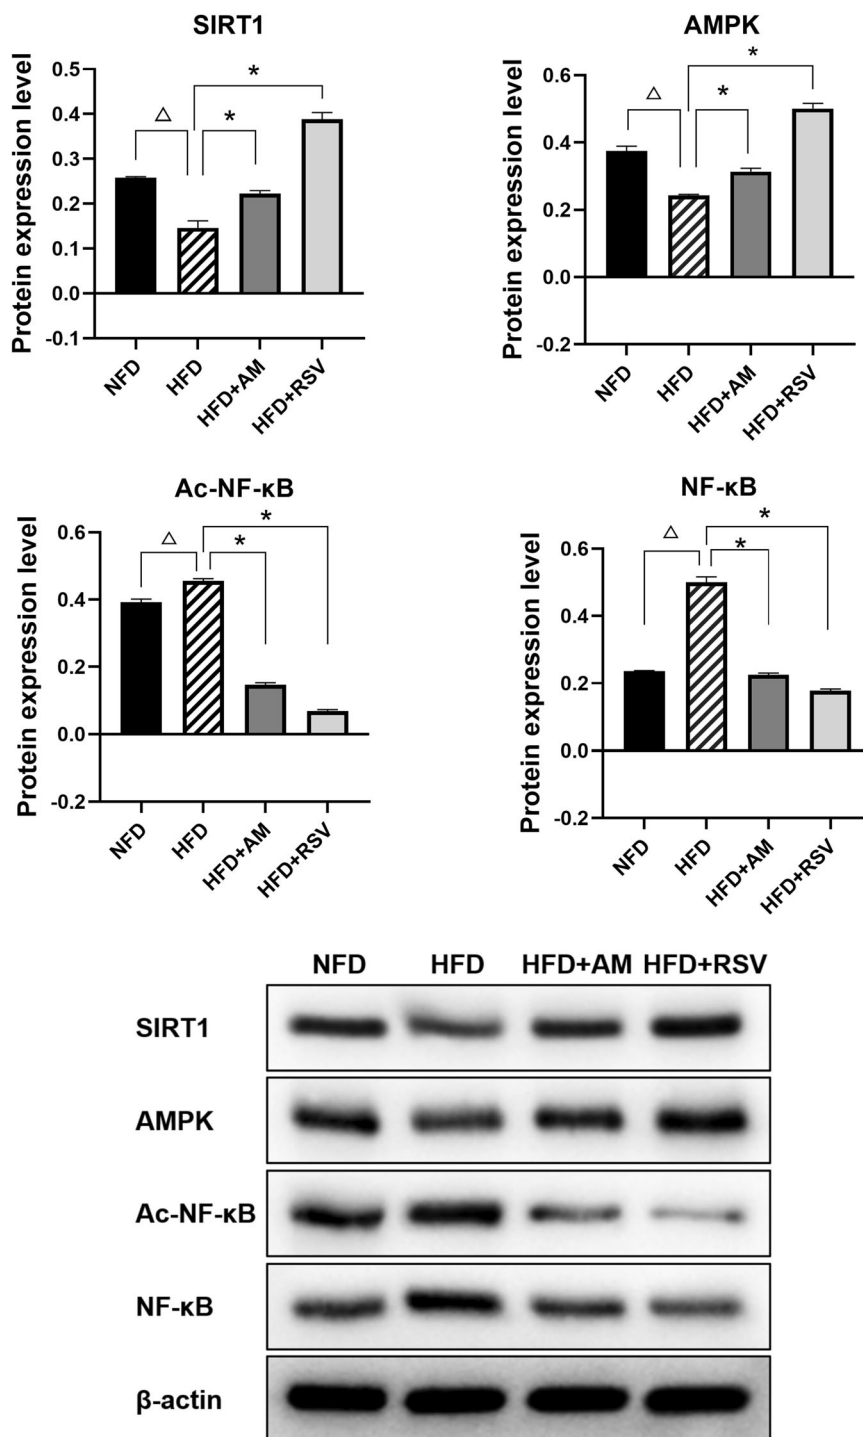 SIRT1
Protein expression level
0.5
0.4
0.3
0.2
0.1
0.0
-0.1
△
*
*
NFD
HFD
HFD+AM
HFD+RSV
AMPK
Protein expression level
0.6
0.4
0.2
0.0
-0.2
△
*
*
NFD
HFD
HFD+AM
HFD+RSV
Ac-NF-κB
Protein expression level
0.6
0.4
0.2
0.0
-0.2
△
*
*
NFD
HFD
HFD+AM
HFD+RSV
NF-κB
Protein expression level
0.6
0.4
0.2
0.0
-0.2
△
*
*
NFD
HFD
HFD+AM
HFD+RSV
NFD HFD HFD+AM HFD+RSV
SIRT1
AMPK
Ac-NF-κB
NF-κB
β-actin